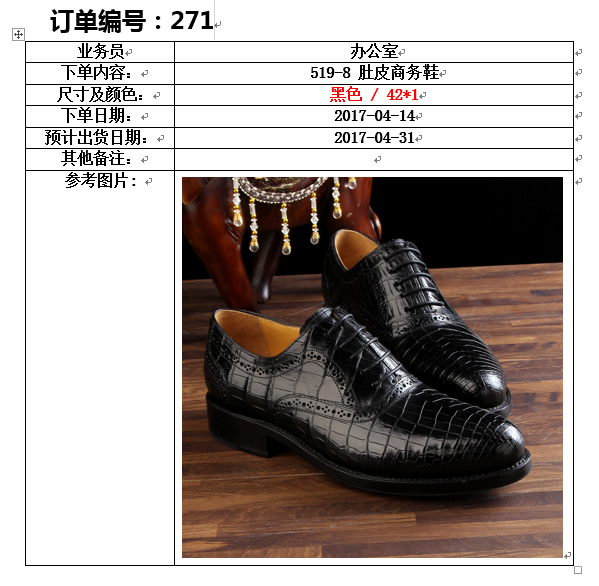 订单编号：271
业务员 办公室
下单内容： 519-8 肚皮商务鞋
尺寸及颜色： 黑色 / 42*1
下单日期： 2017-04-14
预计出货日期： 2017-04-31
其他备注：
参考图片：